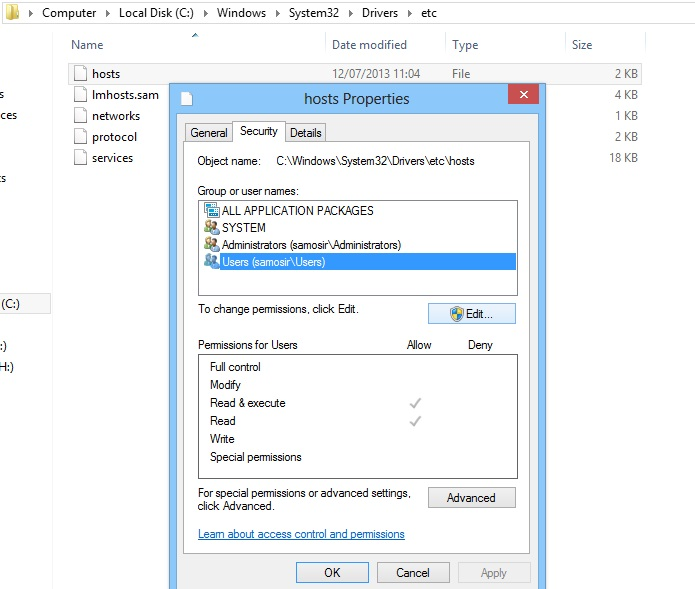 Computer Local Disk (C:) Windows System32 Drivers etc
Name Date modified Type Size
hosts 12/07/2013 11:04 File 2 KB
lmhosts.sam 4 KB
networks 1 KB
protocol 2 KB
services 18 KB
s
ces
ts
(C:)
:)
H:)
hosts Properties
General Security Details
Object name: C:\Windows\System32\Drivers\etc\hosts
Group or user names:
ALL APPLICATION PACKAGES
SYSTEM
Administrators (samosir\Administrators)
Users (samosir\Users)
To change permissions, click Edit.
Edit...
Permissions for Users Allow Deny
Full control
Modify
Read & execute
Read
Write
Special permissions
For special permissions or advanced settings,
click Advanced.
Advanced
Learn about access control and permissions
OK Cancel Apply